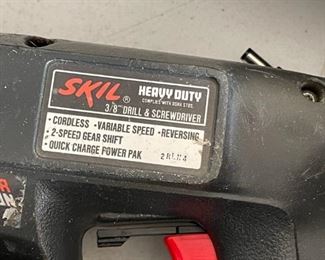 SKIL® HEAVY DUTY
COMPLIES WITH OSHA STDS.
3/8" DRILL & SCREWDRIVER
•CORDLESS •VARIABLE SPEED •REVERSING
•2-SPEED GEAR SHIFT
•QUICK CHARGE POWER PAK